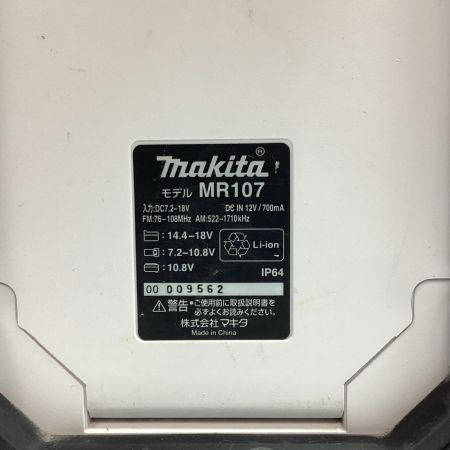 makita®
モデル MR107
入力:DC7.2-18V DC IN 12V/700mA
FM:76-108MHz AM:522-1710kHz
14.4-18V
7.2-10.8V
10.8V
Li-ion
IP64
00 009562
⚠警告・ご使用前に取扱説明書を
必ずよくお読みください。
株式会社マキタ
Made in China